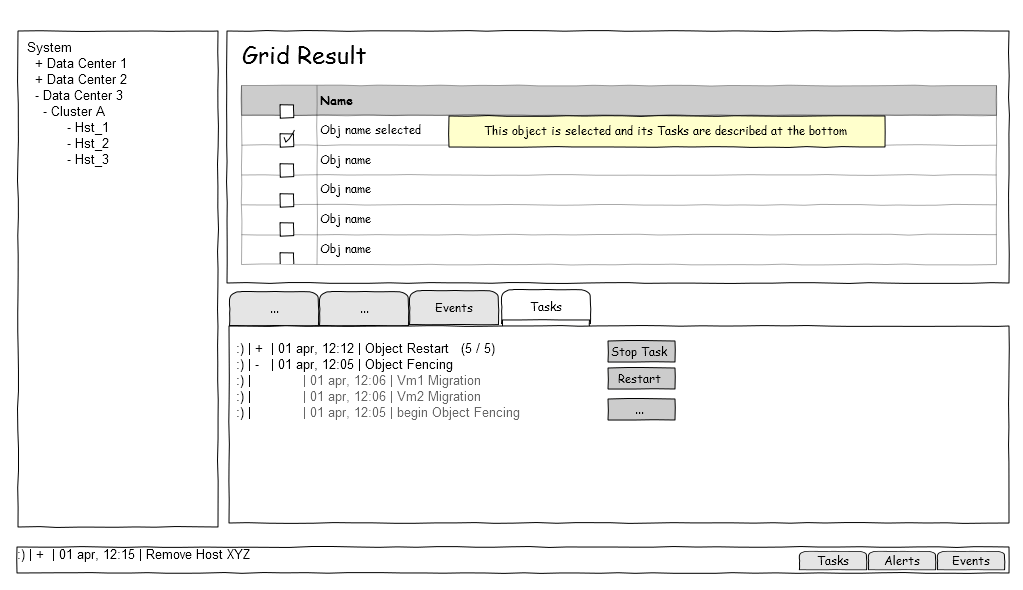 System
+ Data Center 1
+ Data Center 2
- Data Center 3
- Cluster A
- Hst_1
- Hst_2
- Hst_3
Grid Result
Name
Obj name selected
This object is selected and its Tasks are described at the bottom
Obj name
Obj name
Obj name
Obj name
... ... Events Tasks
:) | + | 01 apr, 12:12 | Object Restart (5 / 5)
:) | - | 01 apr, 12:05 | Object Fencing
:) | | 01 apr, 12:06 | Vm1 Migration
:) | | 01 apr, 12:06 | Vm2 Migration
:) | | 01 apr, 12:05 | begin Object Fencing
Stop Task
Restart
...
:) | + | 01 apr, 12:15 | Remove Host XYZ
Tasks Alerts Events